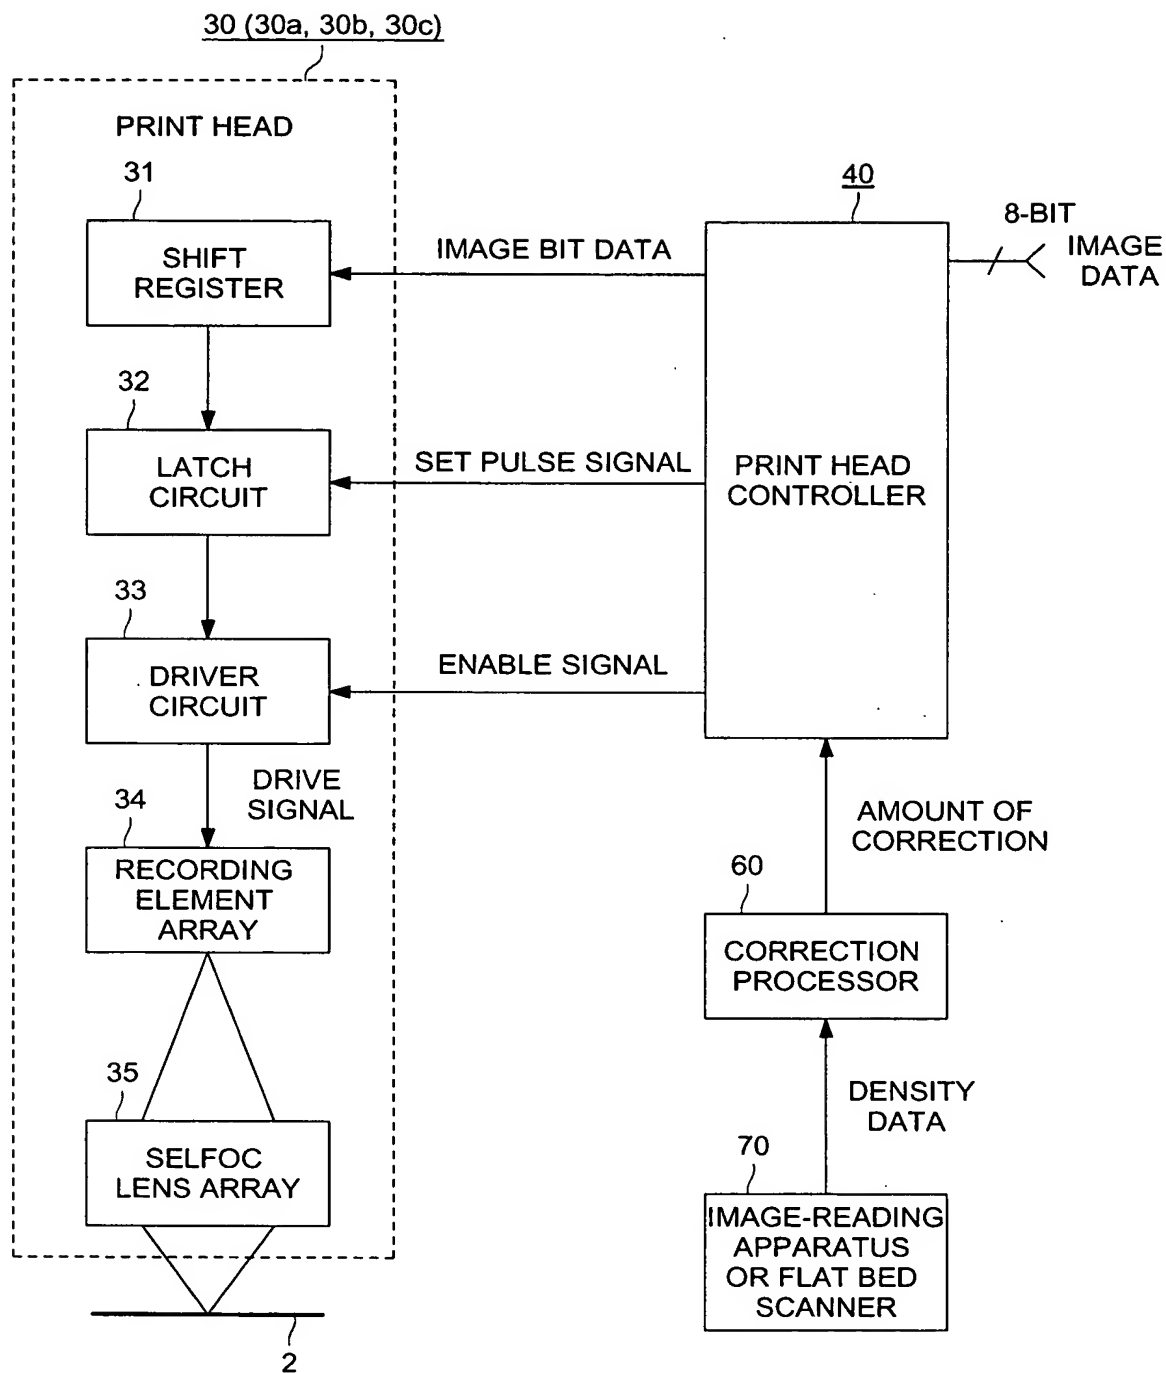 30 (30a, 30b, 30c)
PRINT HEAD
31
SHIFT
REGISTER
IMAGE BIT DATA
40
8-BIT
IMAGE
DATA
32
LATCH
CIRCUIT
SET PULSE SIGNAL
PRINT HEAD
CONTROLLER
33
DRIVER
CIRCUIT
ENABLE SIGNAL
DRIVE
SIGNAL
34
RECORDING
ELEMENT
ARRAY
AMOUNT OF
CORRECTION
60
CORRECTION
PROCESSOR
35
SELFOC
LENS ARRAY
DENSITY
DATA
70
IMAGE-READING
APPARATUS
OR FLAT BED
SCANNER
2